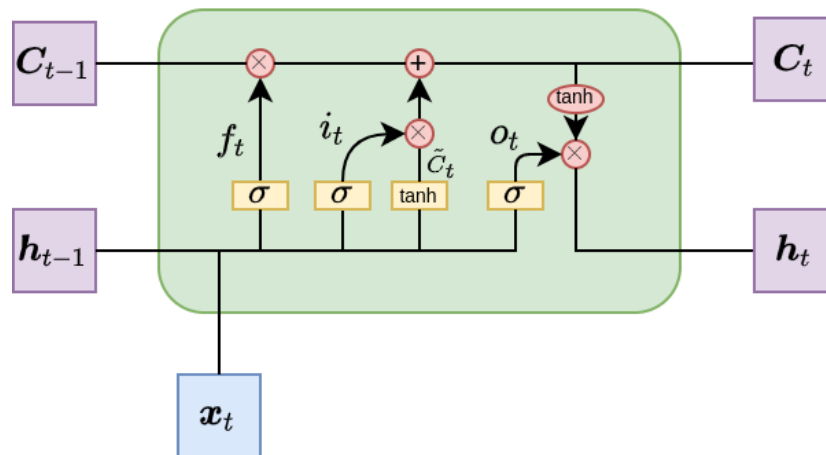 C_{t-1}
×
+
C_t
tanh
f_t
i_t
×
o_t
×
C̃_t
σ
σ
tanh
σ
h_{t-1}
h_t
x_t